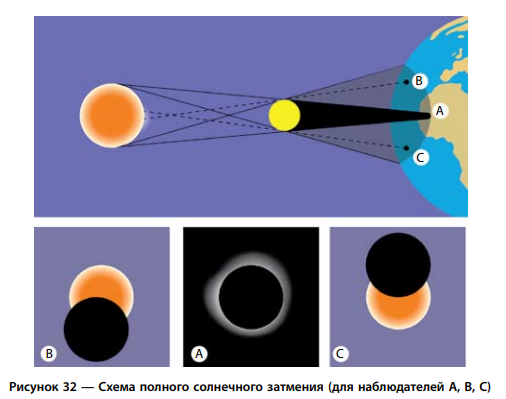 B
A
C
B
A
C
Рисунок 32 — Схема полного солнечного затмения (для наблюдателей A, B, C)